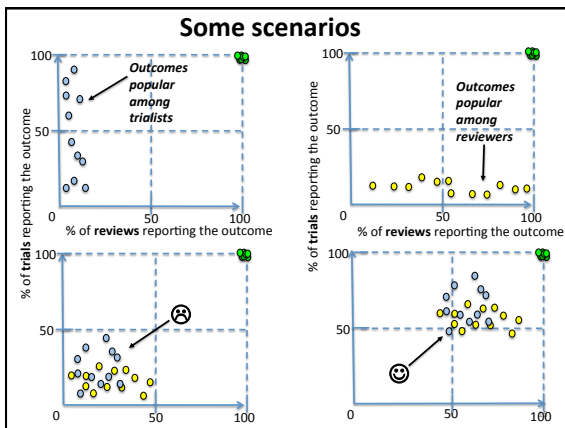 Some scenarios
% of trials reporting the outcome
100
50
Outcomes
popular
among
trialists
50
100
% of reviews reporting the outcome
% of trials reporting the outcome
100
50
Outcomes
popular
among
reviewers
0
50
100
% of reviews reporting the outcome
100
50
0
50
100
100
50
0
50
100